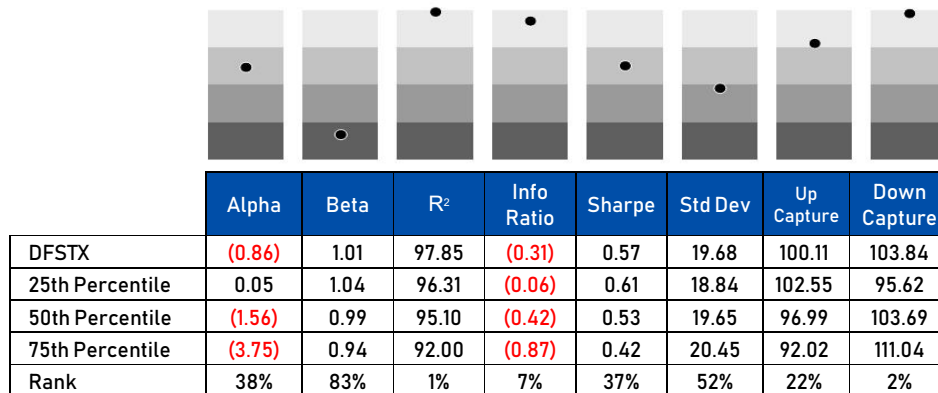 Alpha Beta R² Info Ratio Sharpe Std Dev Up Capture Down Capture
DFSTX (0.86) 1.01 97.85 (0.31) 0.57 19.68 100.11 103.84
25th Percentile 0.05 1.04 96.31 (0.06) 0.61 18.84 102.55 95.62
50th Percentile (1.56) 0.99 95.10 (0.42) 0.53 19.65 96.99 103.69
75th Percentile (3.75) 0.94 92.00 (0.87) 0.42 20.45 92.02 111.04
Rank 38% 83% 1% 7% 37% 52% 22% 2%